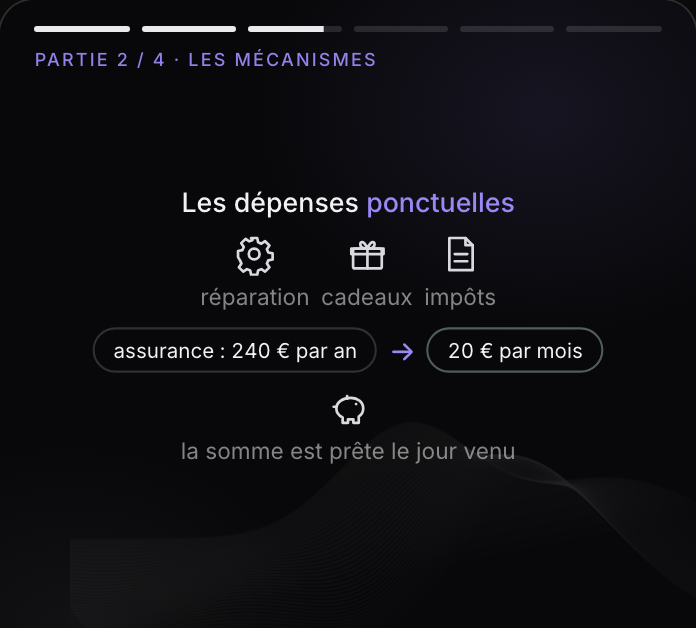 PARTIE 2 / 4 · LES MÉCANISMES
Les dépenses ponctuelles
réparation cadeaux impôts
assurance : 240 € par an → 20 € par mois
la somme est prête le jour venu